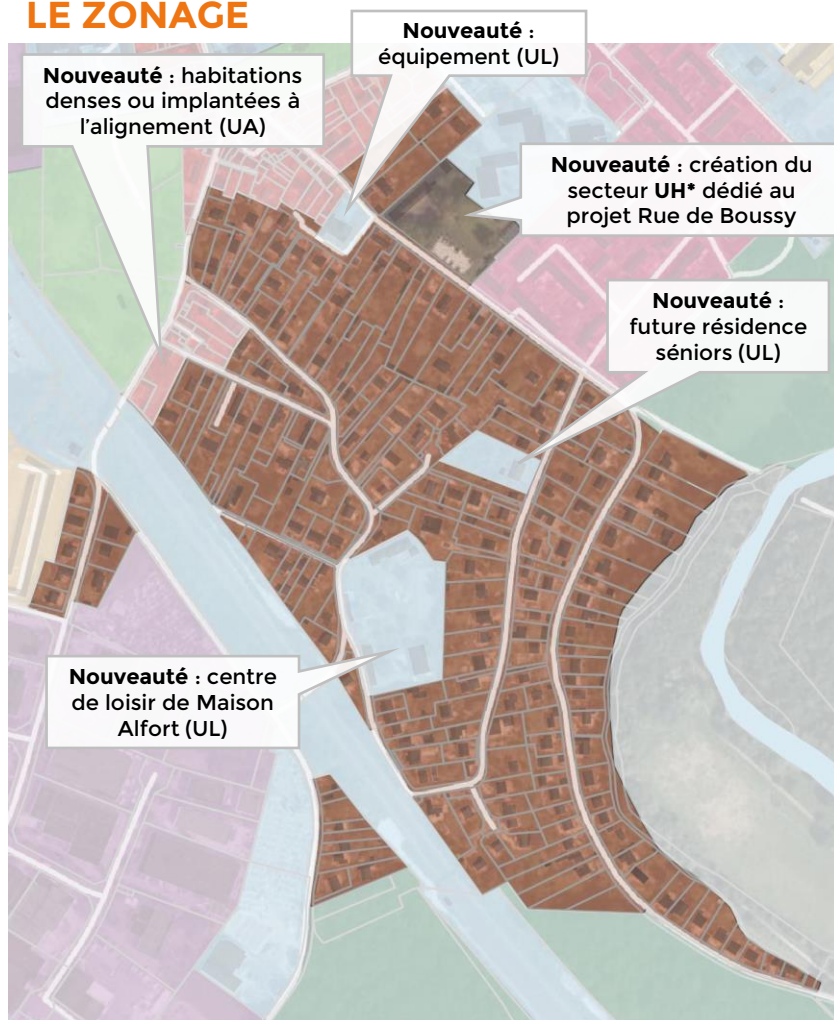 LE ZONAGE
Nouveauté :
équipement (UL)
Nouveauté : habitations
denses ou implantées à
l'alignement (UA)
Nouveauté : création du
secteur UH* dédié au
projet Rue de Boussy
Nouveauté :
future résidence
séniors (UL)
Nouveauté : centre
de loisir de Maison
Alfort (UL)